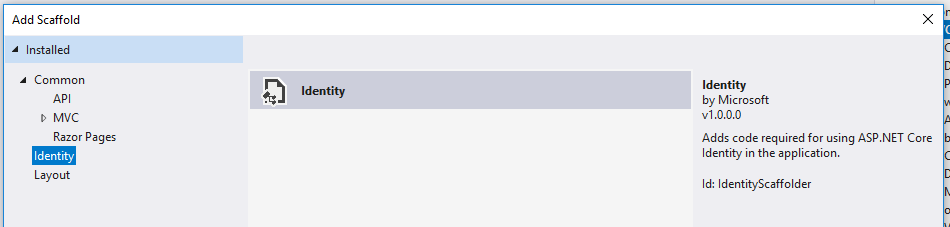 Add Scaffold
Installed
Common
API
MVC
Razor Pages
Identity
Layout
Identity
Identity
by Microsoft
v1.0.0.0
Adds code required for using ASP.NET Core
Identity in the application.
Id: IdentityScaffolder